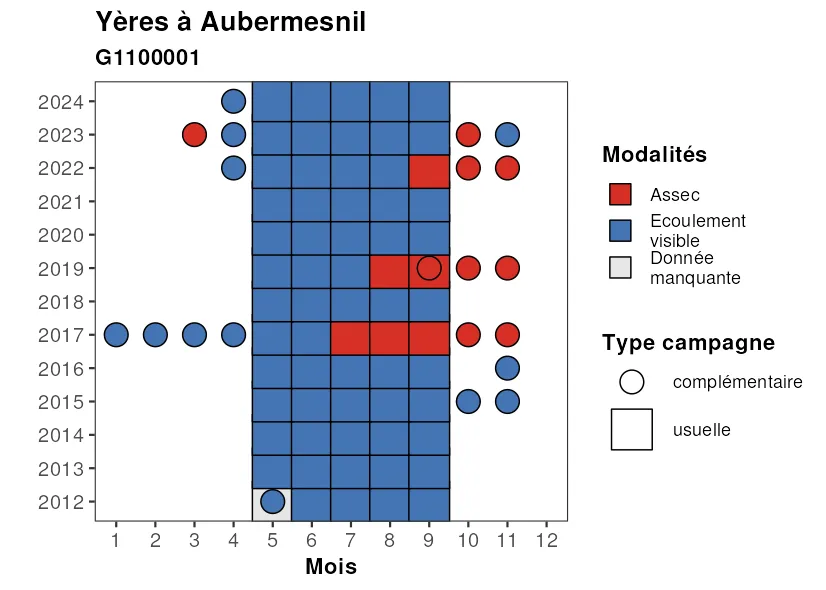 Yères à Aubermesnil
G1100001
2024
2023
2022
2021
2020
2019
2018
2017
2016
2015
2014
2013
2012
1 2 3 4 5 6 7 8 9 10 11 12
Mois
Modalités
Assec
Ecoulement
visible
Donnée
manquante
Type campagne
complémentaire
usuelle